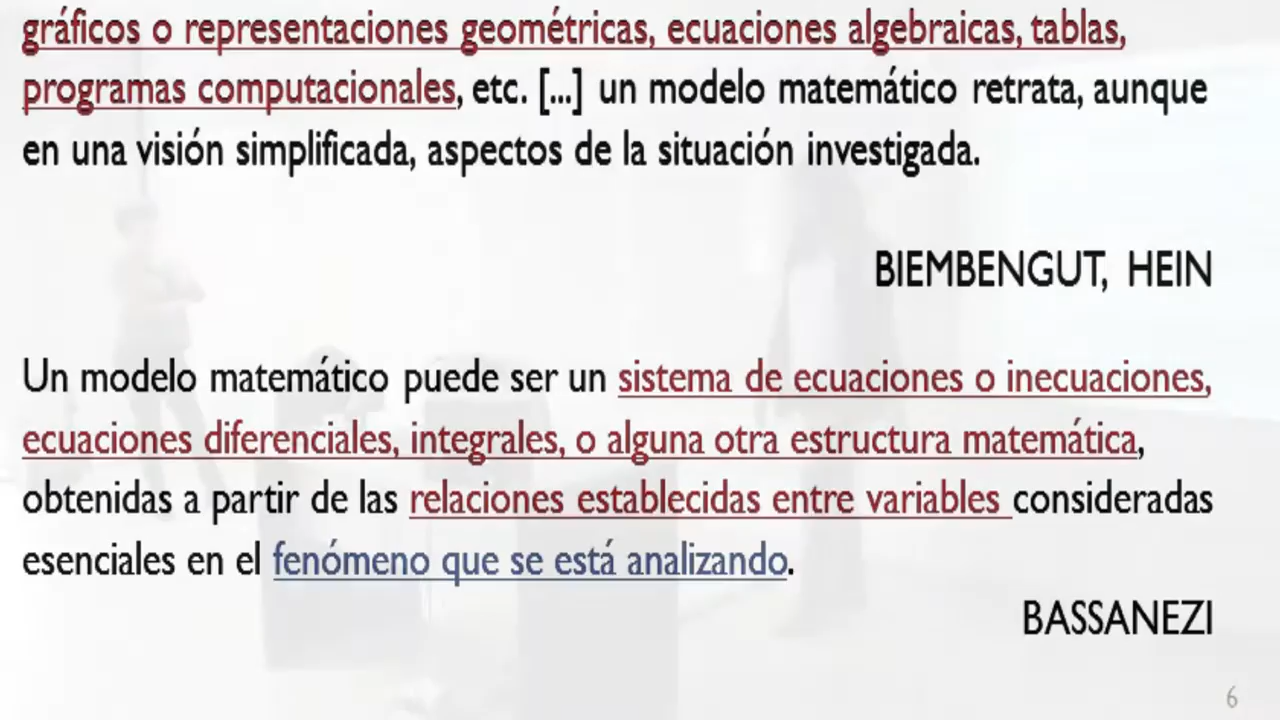 gráficos o representaciones geométricas, ecuaciones algebraicas, tablas,
programas computacionales, etc. [...] un modelo matemático retrata, aunque
en una visión simplificada, aspectos de la situación investigada.
BIEMBENGUT, HEIN
Un modelo matemático puede ser un sistema de ecuaciones o inecuaciones,
ecuaciones diferenciales, integrales, o alguna otra estructura matemática,
obtenidas a partir de las relaciones establecidas entre variables consideradas
esenciales en el fenómeno que se está analizando.
BASSANEZI
6